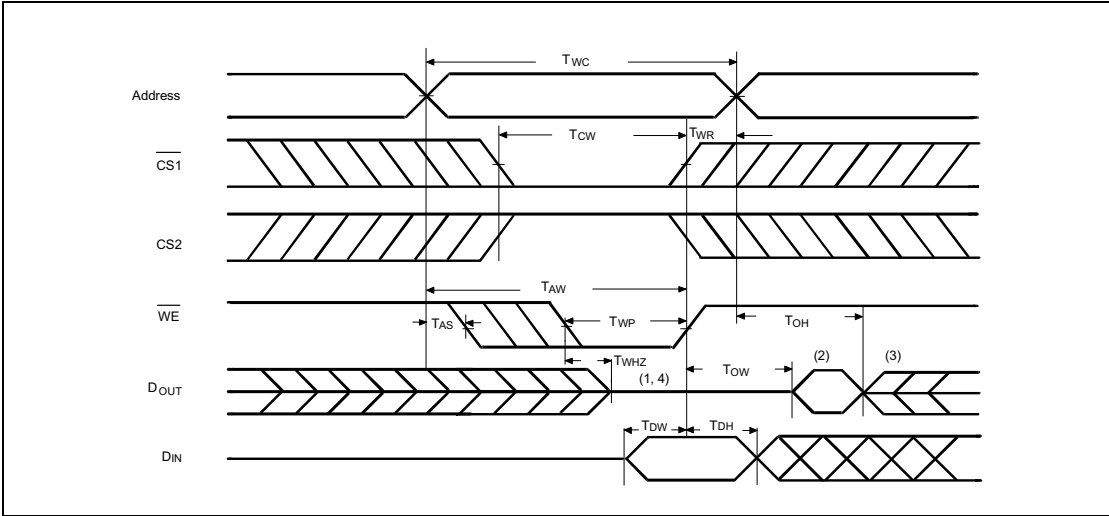 TWC
Address
TCW
TWR
CS1
CS2
TAW
WE
TAS
TWP
TOH
TWHZ
(1, 4)
TOW
(2)
(3)
DOUT
TDW
TDH
DIN